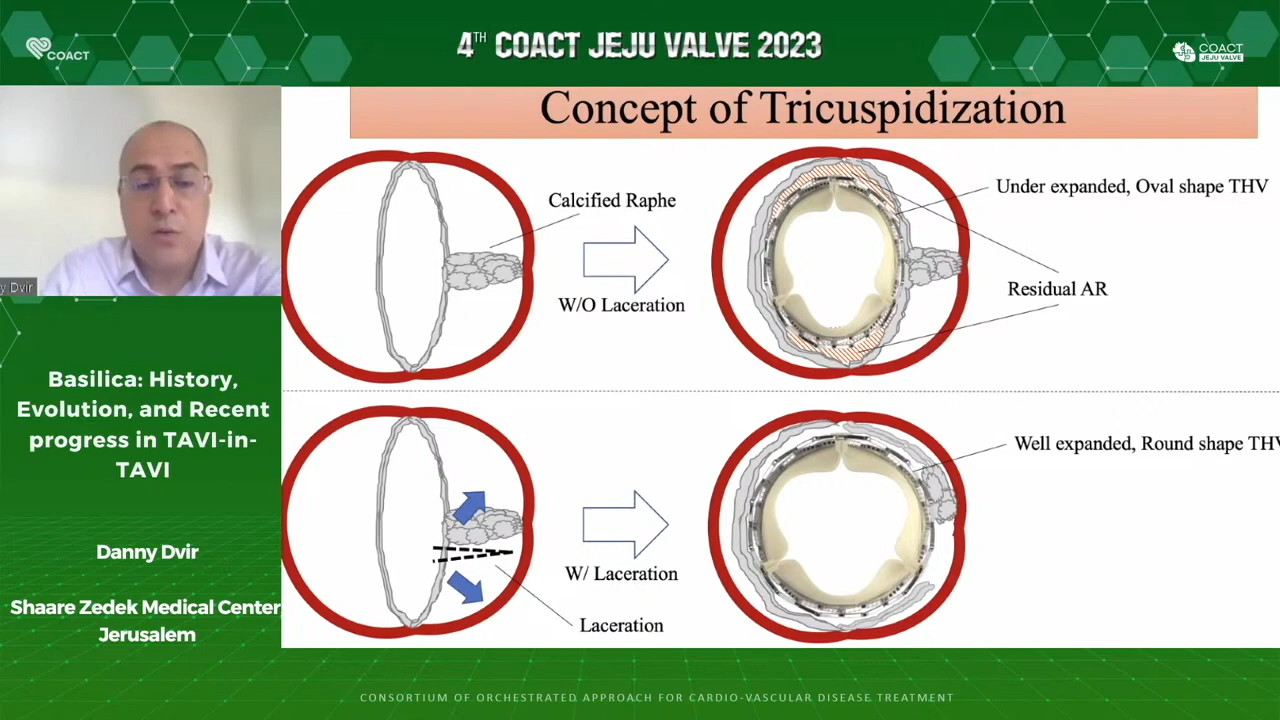 COACT
4TH COACT JEJU VALVE 2023
COACT
JEJU VALVE
Concept of Tricuspidization
Calcified Raphe
W/O Laceration
Under expanded, Oval shape THV
Residual AR
y Dvir
Basilica: History,
Evolution, and Recent
progress in TAVI-in-
TAVI
Danny Dvir
Shaare Zedek Medical Center,
Jerusalem
W/ Laceration
Laceration
Well expanded, Round shape THV
CONSORTIUM OF ORCHESTRATED APPROACH FOR CARDIO-VASCULAR DISEASE TREATMENT